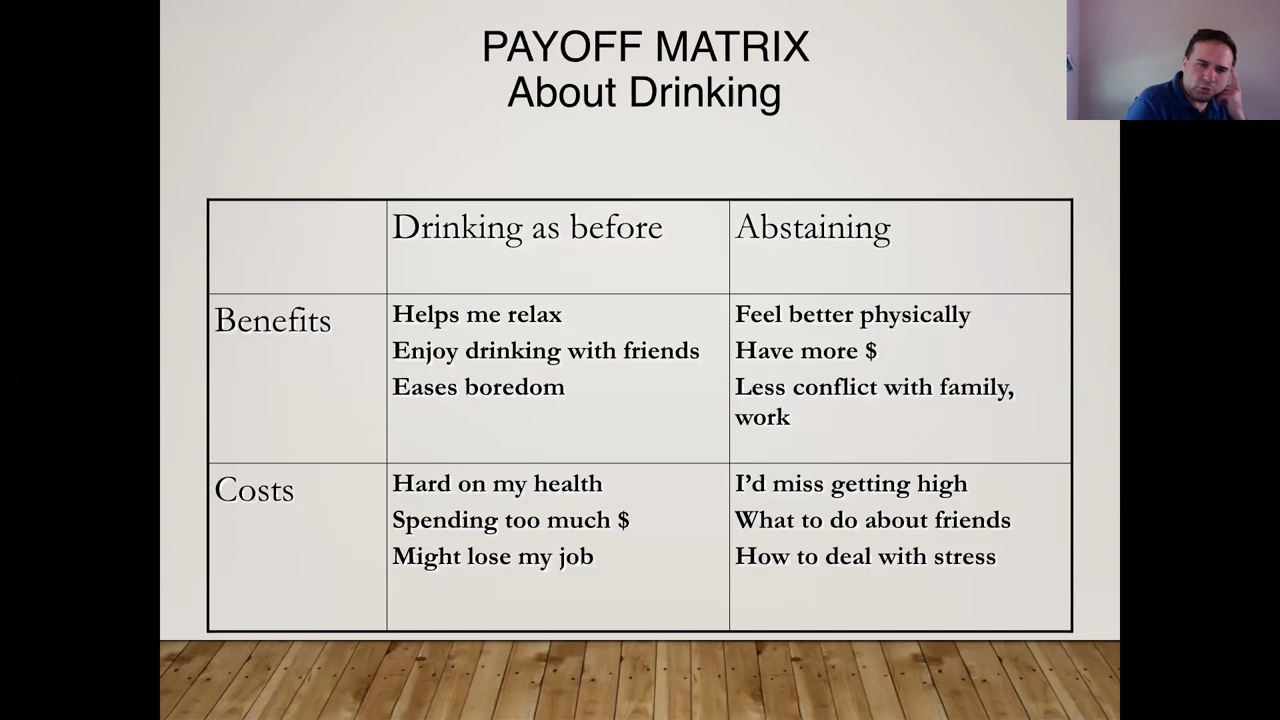 PAYOFF MATRIX
About Drinking
Drinking as before
Abstaining
Benefits
Helps me relax
Enjoy drinking with friends
Eases boredom
Feel better physically
Have more $
Less conflict with family,
work
Costs
Hard on my health
Spending too much $
Might lose my job
I’d miss getting high
What to do about friends
How to deal with stress